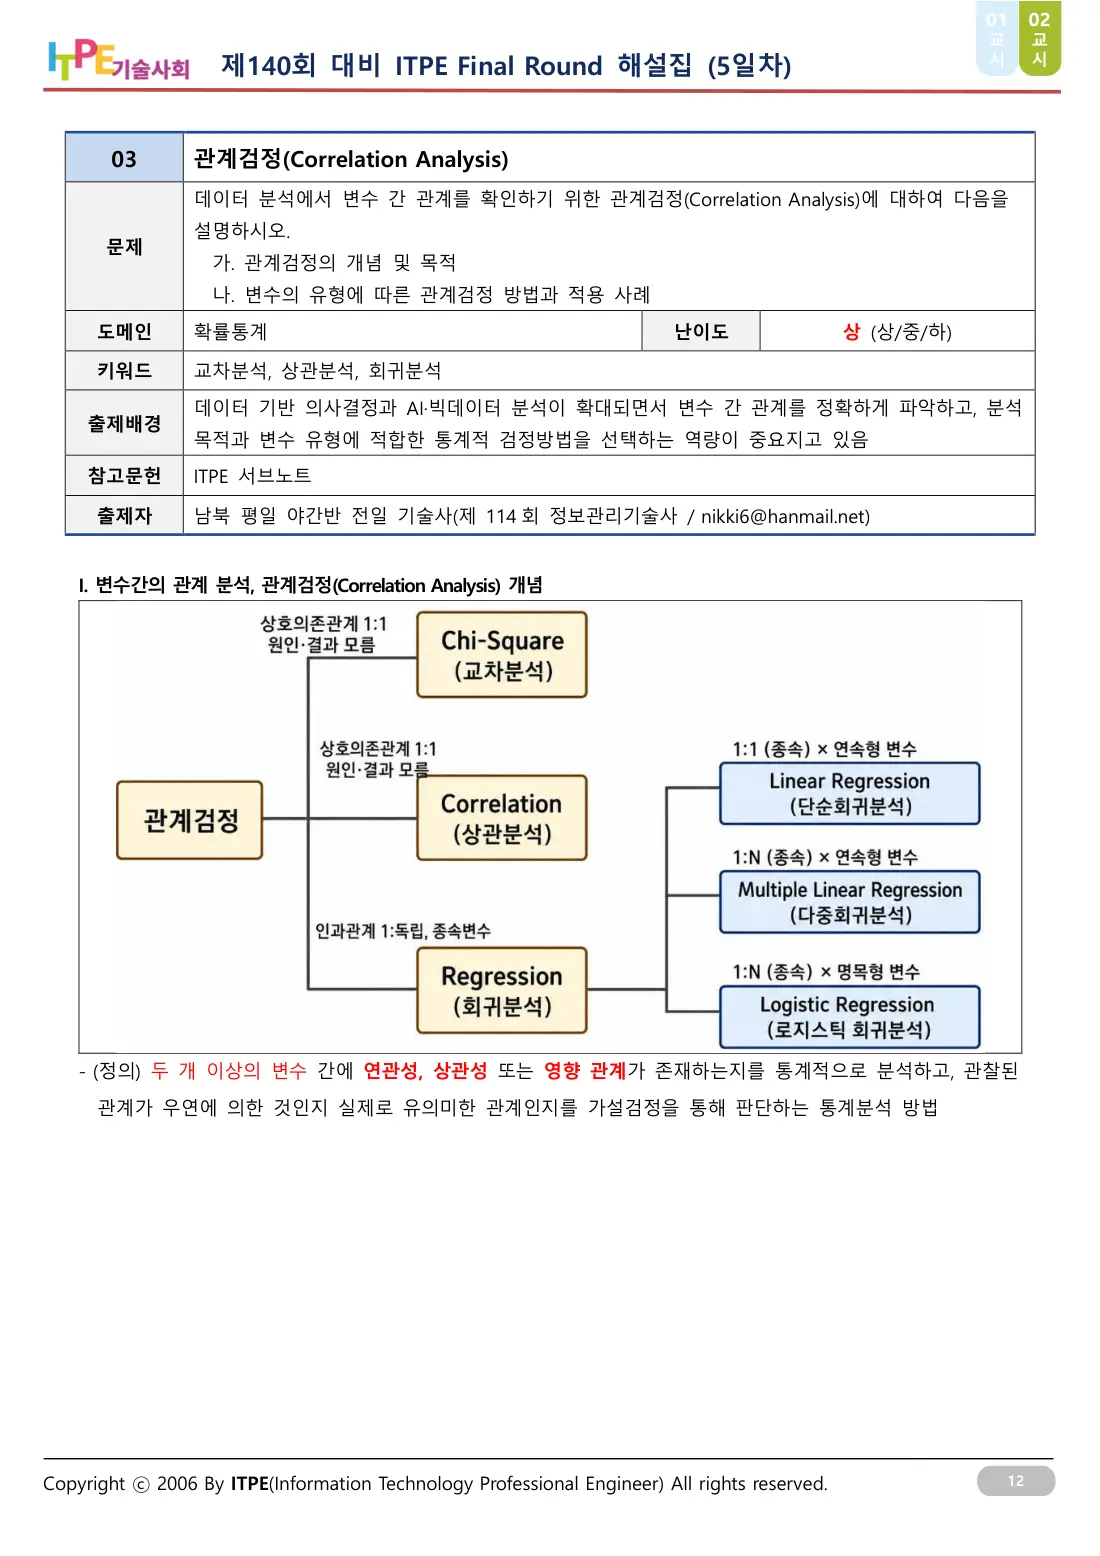 01
교
시
02
교
시
ITPE기술사회
제140회 대비 ITPE Final Round 해설집 (5일차)
03
관계검정(Correlation Analysis)
문제
데이터 분석에서 변수 간 관계를 확인하기 위한 관계검정(Correlation Analysis)에 대하여 다음을
설명하시오.
가. 관계검정의 개념 및 목적
나. 변수의 유형에 따른 관계검정 방법과 적용 사례
도메인
확률통계
난이도
상 (상/중/하)
키워드
교차분석, 상관분석, 회귀분석
출제배경
데이터 기반 의사결정과 AI·빅데이터 분석이 확대되면서 변수 간 관계를 정확하게 파악하고, 분석
목적과 변수 유형에 적합한 통계적 검정방법을 선택하는 역량이 중요지고 있음
참고문헌
ITPE 서브노트
출제자
남북 평일 야간반 전일 기술사(제 114회 정보관리기술사 / nikki6@hanmail.net)
I. 변수간의 관계 분석, 관계검정(Correlation Analysis) 개념
상호의존관계 1:1
원인·결과 모름
Chi-Square
(교차분석)
상호의존관계 1:1
원인·결과 모름
Correlation
(상관분석)
관계검정
인과관계 1:독립, 종속변수
Regression
(회귀분석)
1:1 (종속) × 연속형 변수
Linear Regression
(단순회귀분석)
1:N (종속) × 연속형 변수
Multiple Linear Regression
(다중회귀분석)
1:N (종속) × 명목형 변수
Logistic Regression
(로지스틱 회귀분석)
- (정의) 두 개 이상의 변수 간에 연관성, 상관성 또는 영향 관계가 존재하는지를 통계적으로 분석하고, 관찰된
관계가 우연에 의한 것인지 실제로 유의미한 관계인지를 가설검정을 통해 판단하는 통계분석 방법
Copyright ⓒ 2006 By ITPE(Information Technology Professional Engineer) All rights reserved.
12